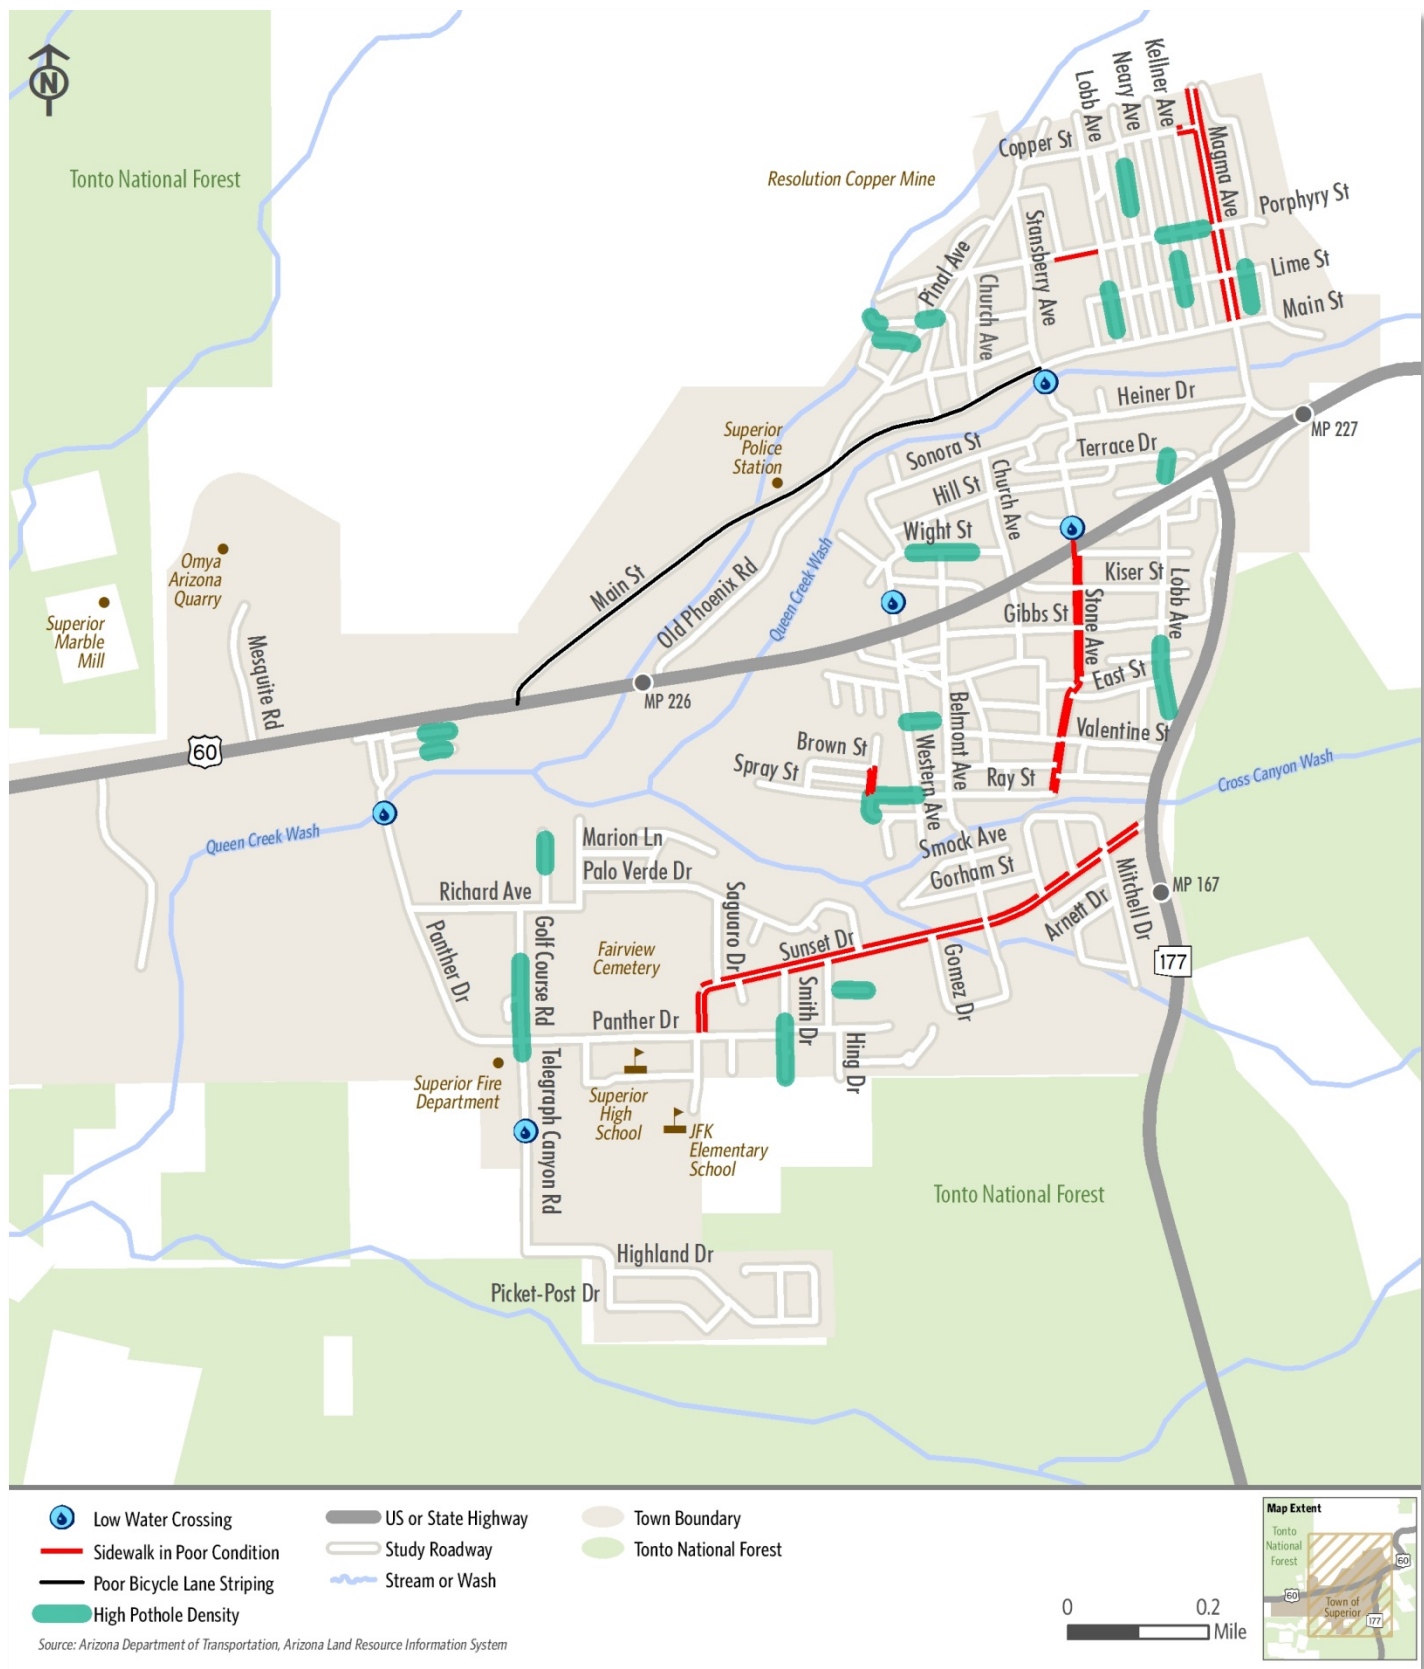 N
Tonto National Forest
Resolution Copper Mine
Copper St
Lobb Ave
Neary Ave
Kellner Ave
Magma Ave
Porphyry St
Lime St
Main St
Stansberry Ave
Pinal Ave
Church Ave
Heiner Dr
MP 227
Superior
Police
Station
Sonora St
Terrace Dr
Hill St
Church Ave
Wight St
Omya
Arizona
Quarry
Superior
Marble
Mill
Mesquite Rd
Main St
Old Phoenix Rd
Queen Creek Wash
Kiser St
Gibbs St
Stone Ave
Lobb Ave
East St
MP 226
60
Belmont Ave
Valentine St
Brown St
Spray St
Western Ave
Ray St
Cross Canyon Wash
Queen Creek Wash
Marion Ln
Smock Ave
Palo Verde Dr
Gorham St
Richard Ave
Saguaro Dr
Mitchell Dr
MP 167
Arnett Dr
Panther Dr
Golf Course Rd
Fairview
Cemetery
Sunset Dr
Gomez Dr
177
Smith Dr
Panther Dr
Hing Dr
Superior Fire
Department
Telegraph Canyon Rd
Superior
High
School
JFK
Elementary
School
Tonto National Forest
Highland Dr
Picket-Post Dr
Low Water Crossing
Sidewalk in Poor Condition
Poor Bicycle Lane Striping
High Pothole Density
US or State Highway
Study Roadway
Stream or Wash
Town Boundary
Tonto National Forest
Source: Arizona Department of Transportation, Arizona Land Resource Information System
0 0.2
Mile
Map Extent
Tonto
National
Forest
60
60
Town of
Superior
177